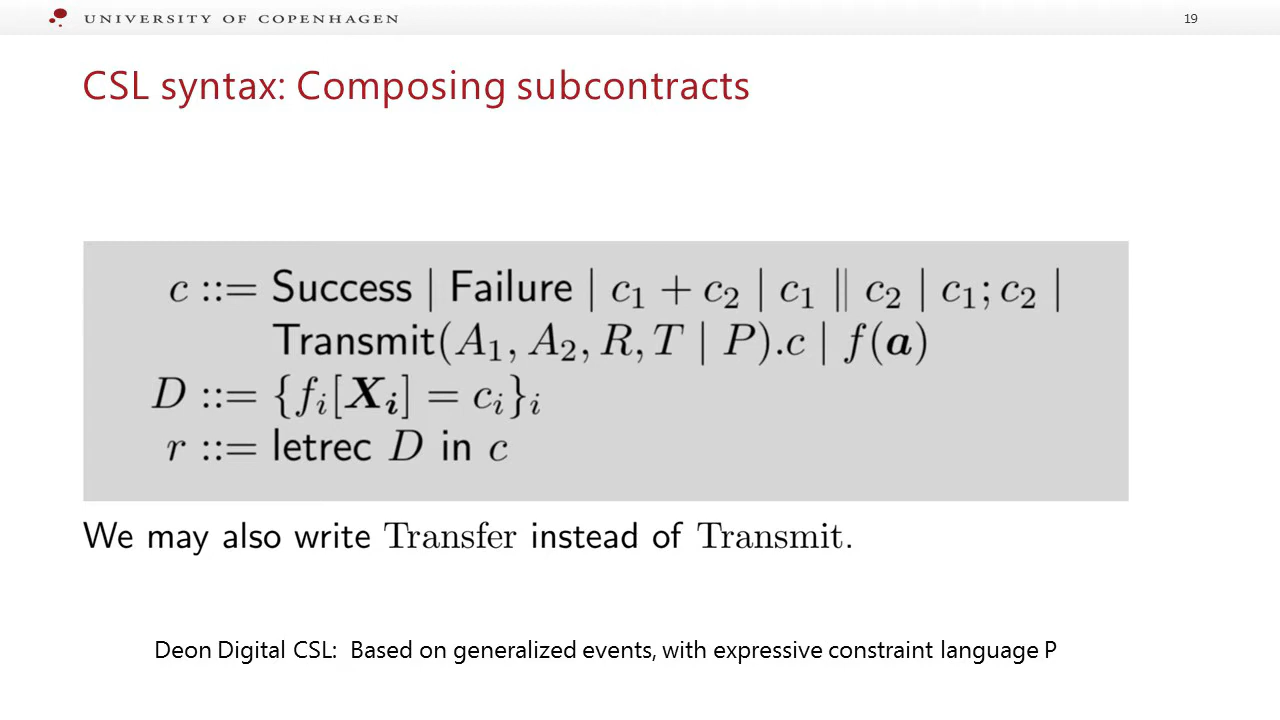 UNIVERSITY OF COPENHAGEN
19
CSL syntax: Composing subcontracts
c ::= Success | Failure | c₁ + c₂ | c₁ ∥ c₂ | c₁; c₂ |
Transmit(A₁, A₂, R, T | P).c | f(a)
D ::= {fᵢ[Xᵢ] = cᵢ}ᵢ
r ::= letrec D in c
We may also write Transfer instead of Transmit.
Deon Digital CSL: Based on generalized events, with expressive constraint language P